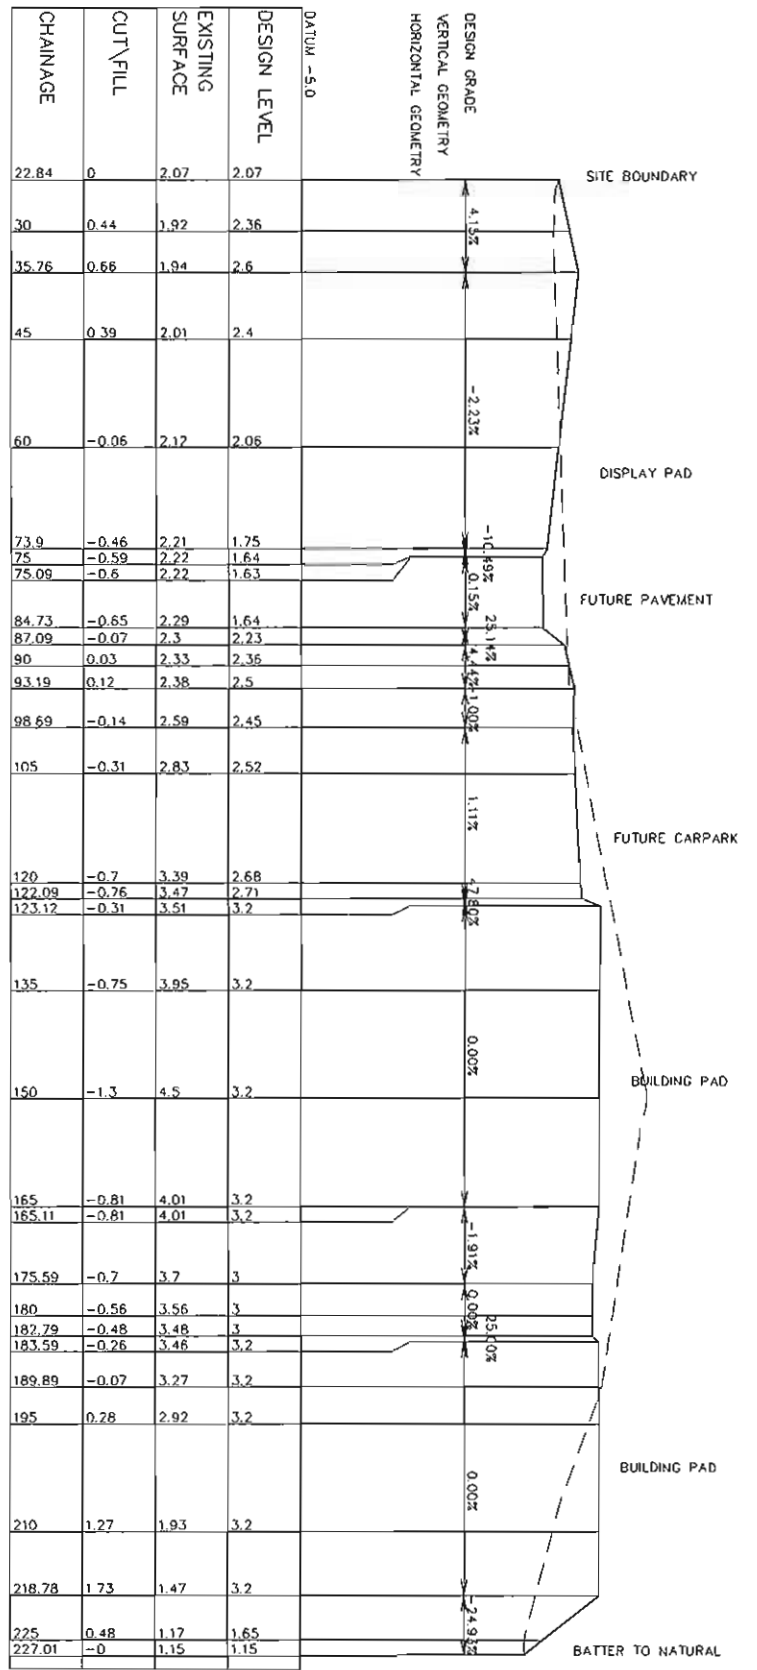 DESIGN GRADE
VERTICAL GEOMETRY
HORIZONTAL GEOMETRY
DATUM -5.0
DESIGN LEVEL
EXISTING
SURFACE
CUT\FILL
CHAINAGE
22.84 0 2.07 2.07
30 0.44 1.92 2.36
35.76 0.66 1.94 2.6
45 0.39 2.01 2.4
60 -0.06 2.12 2.06
73.9 -0.46 2.21 1.75
75 -0.59 2.22 1.64
75.09 -0.6 2.22 1.63
84.73 -0.65 2.29 1.64
87.09 -0.07 2.3 2.23
90 0.03 2.33 2.36
93.19 0.12 2.38 2.5
98.69 -0.14 2.59 2.45
105 -0.31 2.83 2.52
120 -0.7 3.39 2.68
122.09 -0.76 3.47 2.71
123.12 -0.31 3.51 3.2
135 -0.75 3.95 3.2
150 -1.3 4.5 3.2
165 -0.81 4.01 3.2
165.11 -0.81 4.01 3.2
175.59 -0.7 3.7 3
180 -0.56 3.56 3
182.79 -0.48 3.48 3
183.59 -0.26 3.46 3.2
189.89 -0.07 3.27 3.2
195 0.28 2.92 3.2
210 1.27 1.93 3.2
218.78 1.73 1.47 3.2
225 0.48 1.17 1.65
227.01 -0 1.15 1.15
4.15%
-2.23%
-10.49%
0.15%
25.14%
4.44%
-1.00%
1.11%
47.80%
0.00%
-1.91%
0.00%
25.00%
0.00%
-24.93%
SITE BOUNDARY
DISPLAY PAD
FUTURE PAVEMENT
FUTURE CARPARK
BUILDING PAD
BUILDING PAD
BATTER TO NATURAL